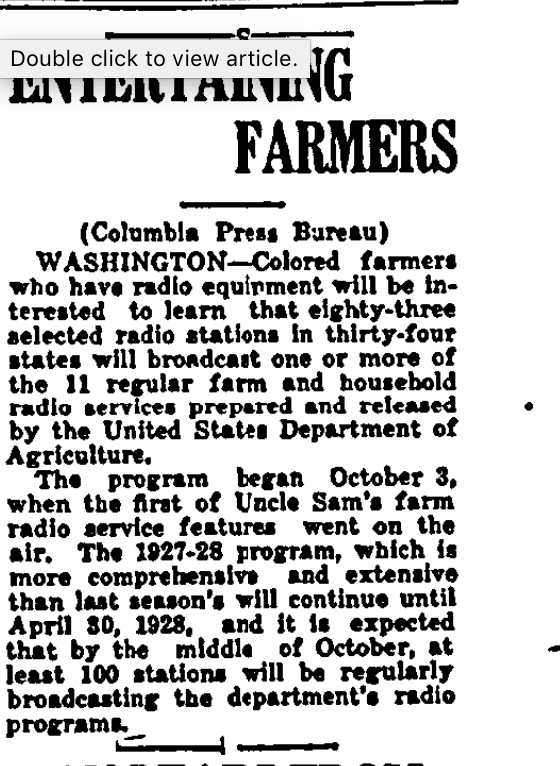 Double click to view article.
ENTERTAINING
FARMERS
(Columbia Press Bureau)
WASHINGTON—Colored farmers
who have radio equipment will be in-
terested to learn that eighty-three
selected radio stations in thirty-four
states will broadcast one or more of
the 11 regular farm and household
radio services prepared and released
by the United States Department of
Agriculture.
The program began October 3,
when the first of Uncle Sam's farm
radio service features went on the
air. The 1927-28 program, which is
more comprehensive and extensive
than last season's will continue until
April 30, 1928, and it is expected
that by the middle of October, at
least 100 stations will be regularly
broadcasting the department's radio
programs.